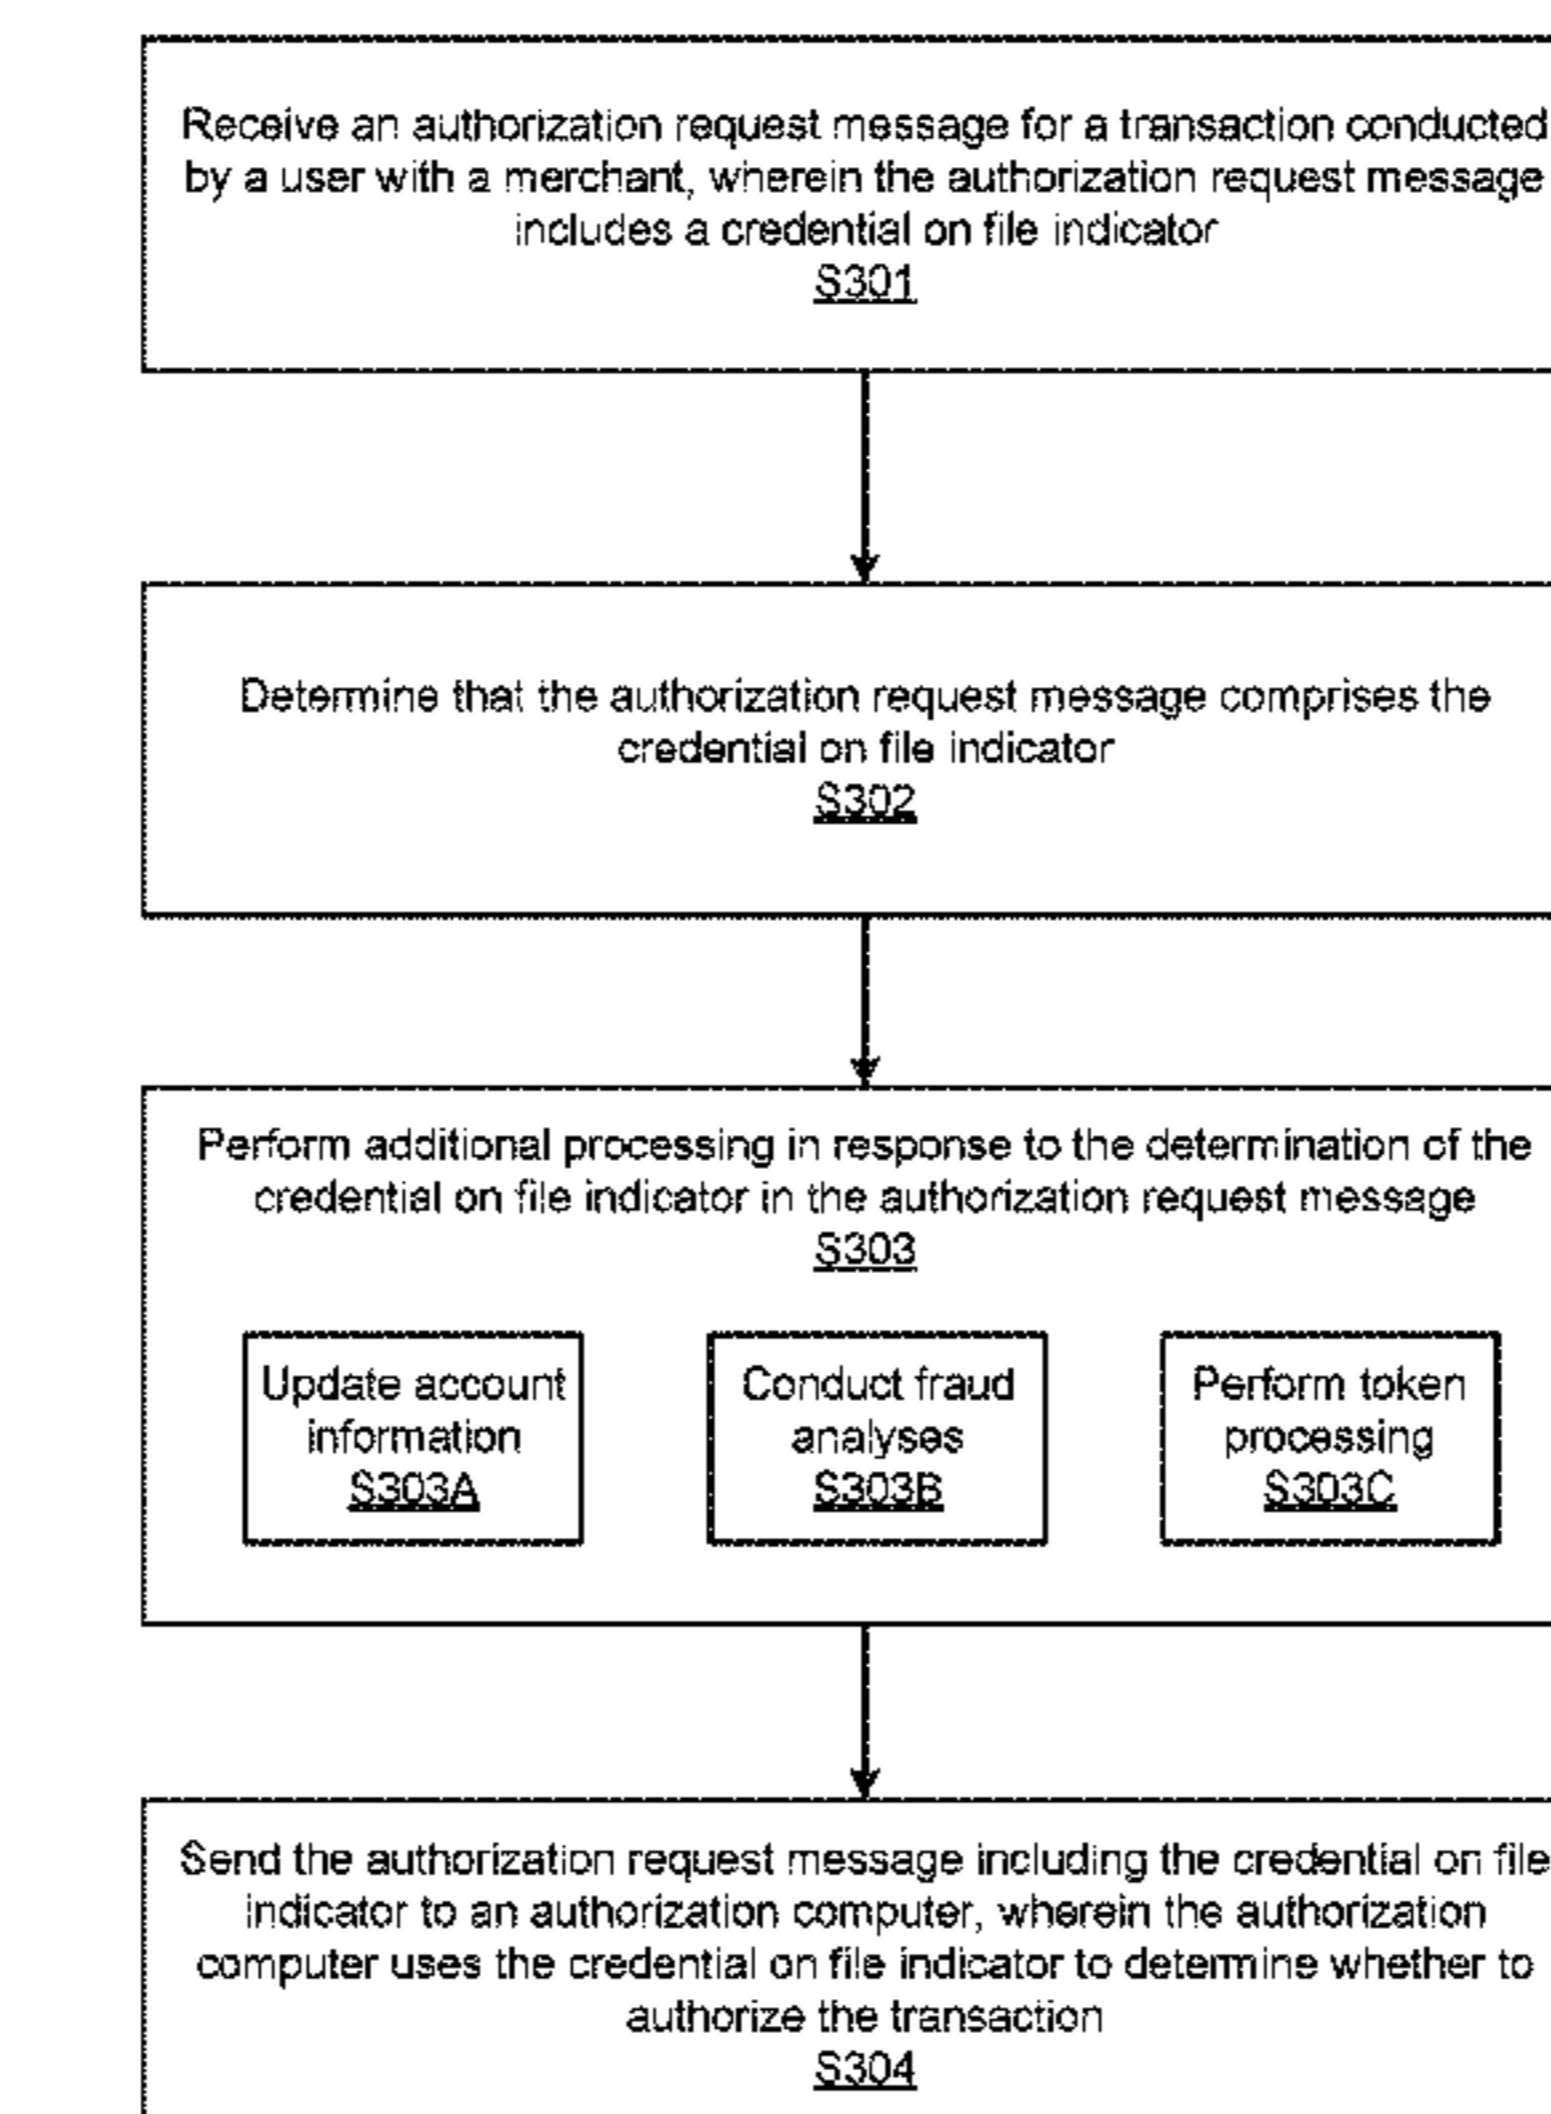 Receive an authorization request message for a transaction conducted
by a user with a merchant, wherein the authorization request message
includes a credential on file indicator
S301
Determine that the authorization request message comprises the
credential on file indicator
S302
Perform additional processing in response to the determination of the
credential on file indicator in the authorization request message
S303
Update account
information
S303A
Conduct fraud
analyses
S303B
Perform token
processing
S303C
Send the authorization request message including the credential on file
indicator to an authorization computer, wherein the authorization
computer uses the credential on file indicator to determine whether to
authorize the transaction
S304